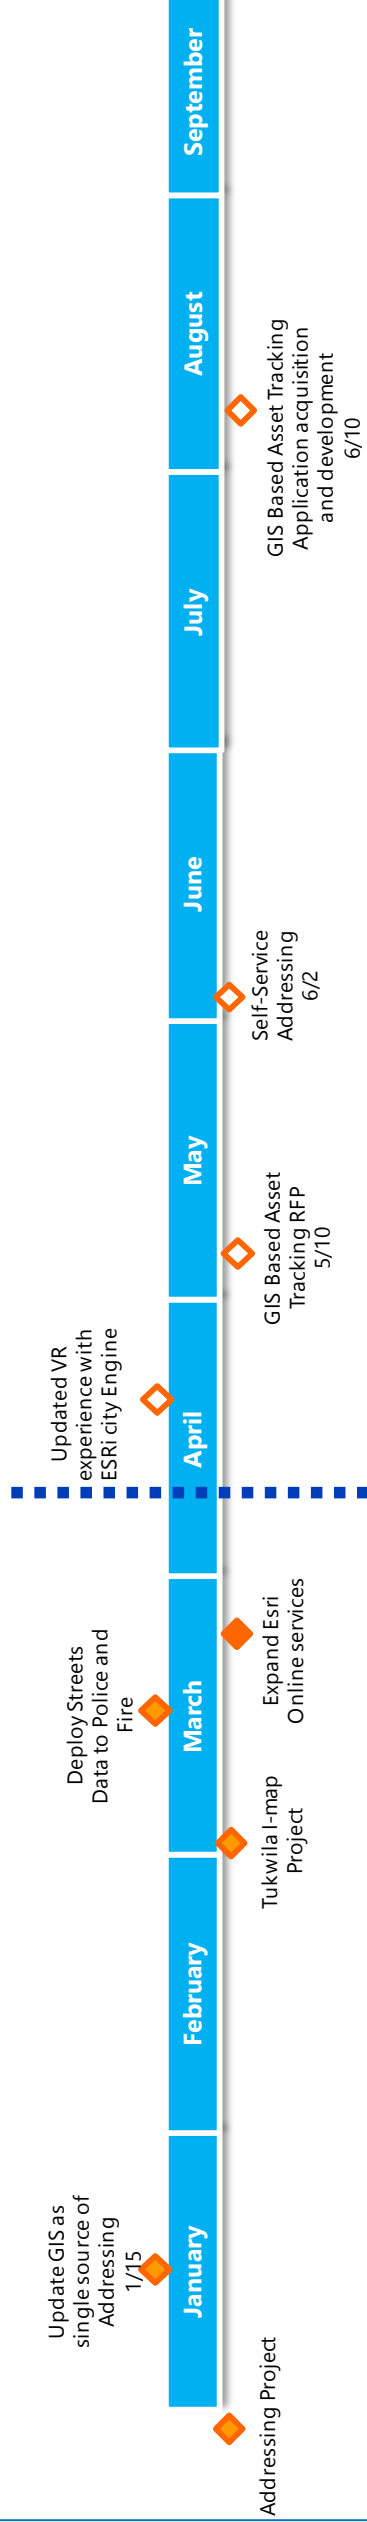 Addressing Project
Update GIS as
single source of
Addressing
1/15
January
February
Tukwila I-map
Project
Deploy Streets
Data to Police and
Fire
March
Expand Esri
Online services
Updated VR
experience with
ESRi city Engine
April
GIS Based Asset
Tracking RFP
5/10
May
Self-Service
Addressing
6/2
June
July
GIS Based Asset Tracking
Application acquisition
and development
6/10
August
September